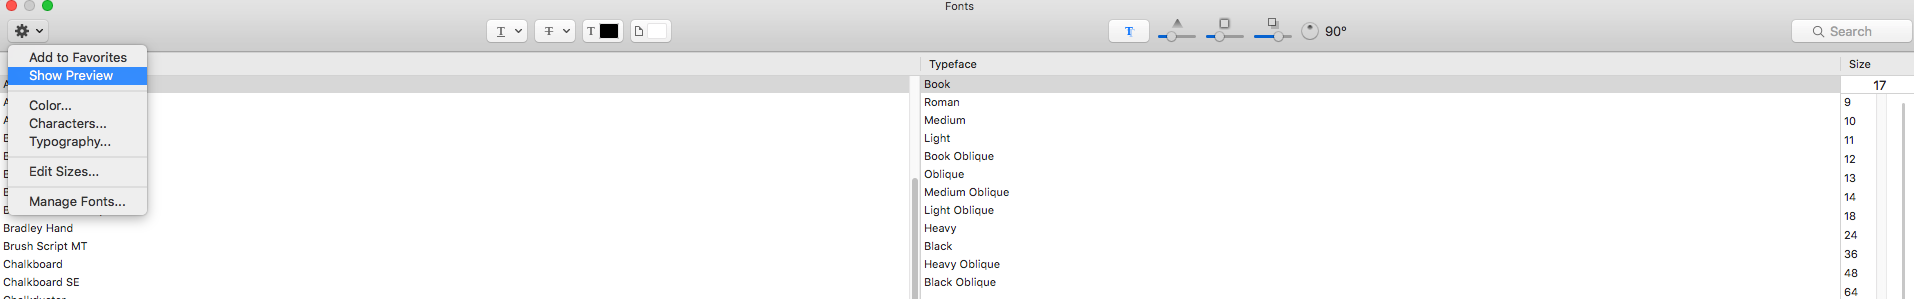 Fonts
T
T
T
T
90°
Search
Add to Favorites
Show Preview
Color...
Characters...
Typography...
Edit Sizes...
Manage Fonts...
Bradley Hand
Brush Script MT
Chalkboard
Chalkboard SE
Typeface
Book
Roman
Medium
Light
Book Oblique
Oblique
Medium Oblique
Light Oblique
Heavy
Black
Heavy Oblique
Black Oblique
Size
17
9
10
11
12
13
14
18
24
36
48
64